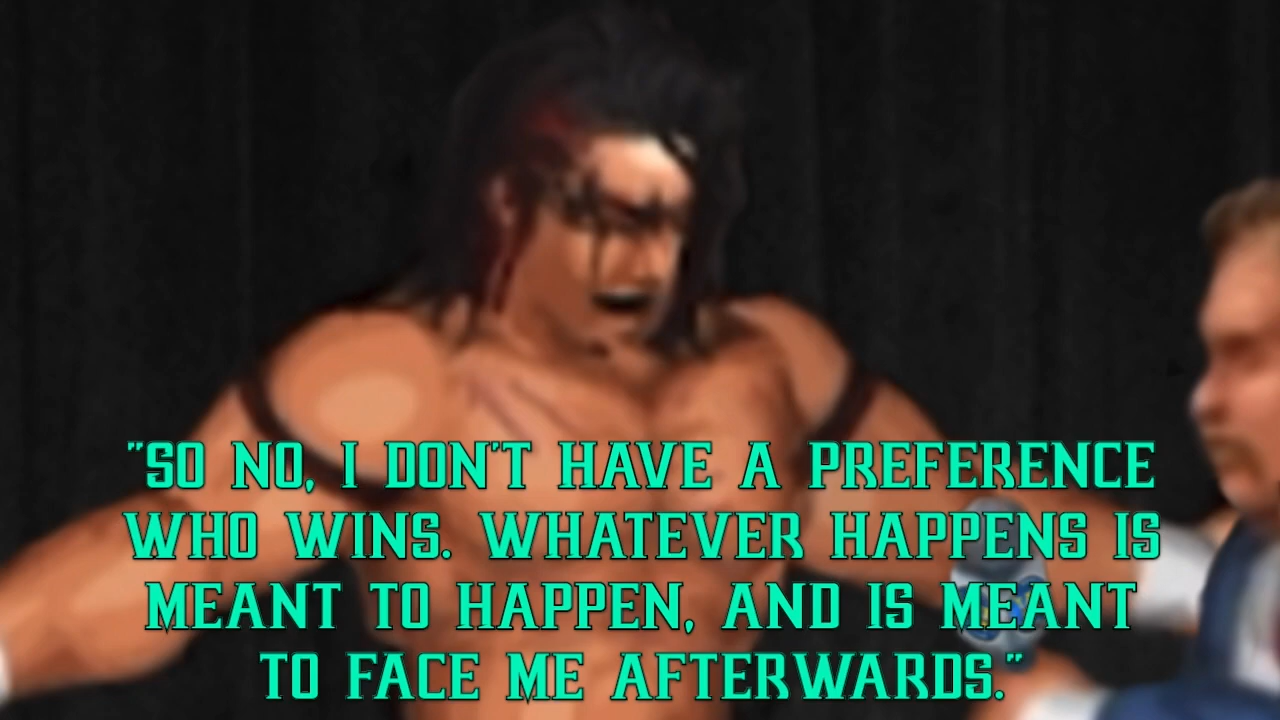 "SO NO, I DON'T HAVE A PREFERENCE
WHO WINS. WHATEVER HAPPENS IS
MEANT TO HAPPEN, AND IS MEANT
TO FACE ME AFTERWARDS."